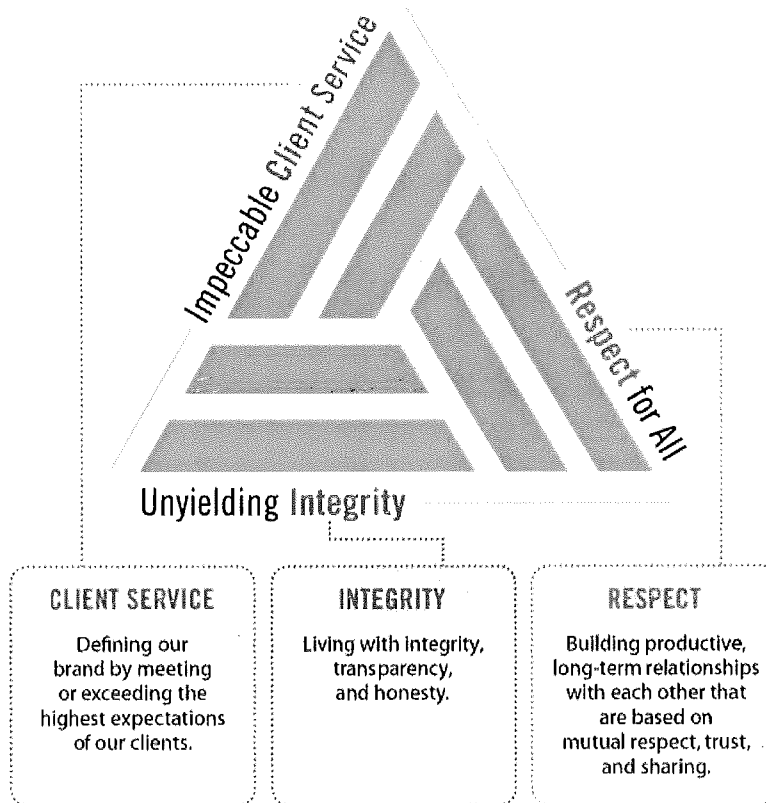 Impeccable Client Service
Respect for All
Unyielding Integrity
CLIENT SERVICE
Defining our
brand by meeting
or exceeding the
highest expectations
of our clients.
INTEGRITY
Living with integrity,
transparency,
and honesty.
RESPECT
Building productive,
long-term relationships
with each other that
are based on
mutual respect, trust,
and sharing.